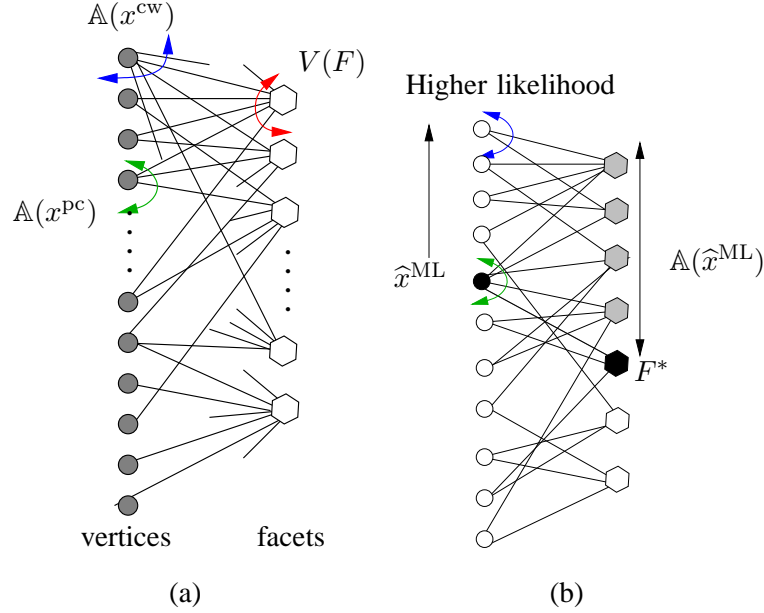 𝔸(x^cw)
V(F)
𝔸(x^pc)
vertices
facets
(a)
Higher likelihood
x̂^ML
𝔸(x̂^ML)
F*
(b)